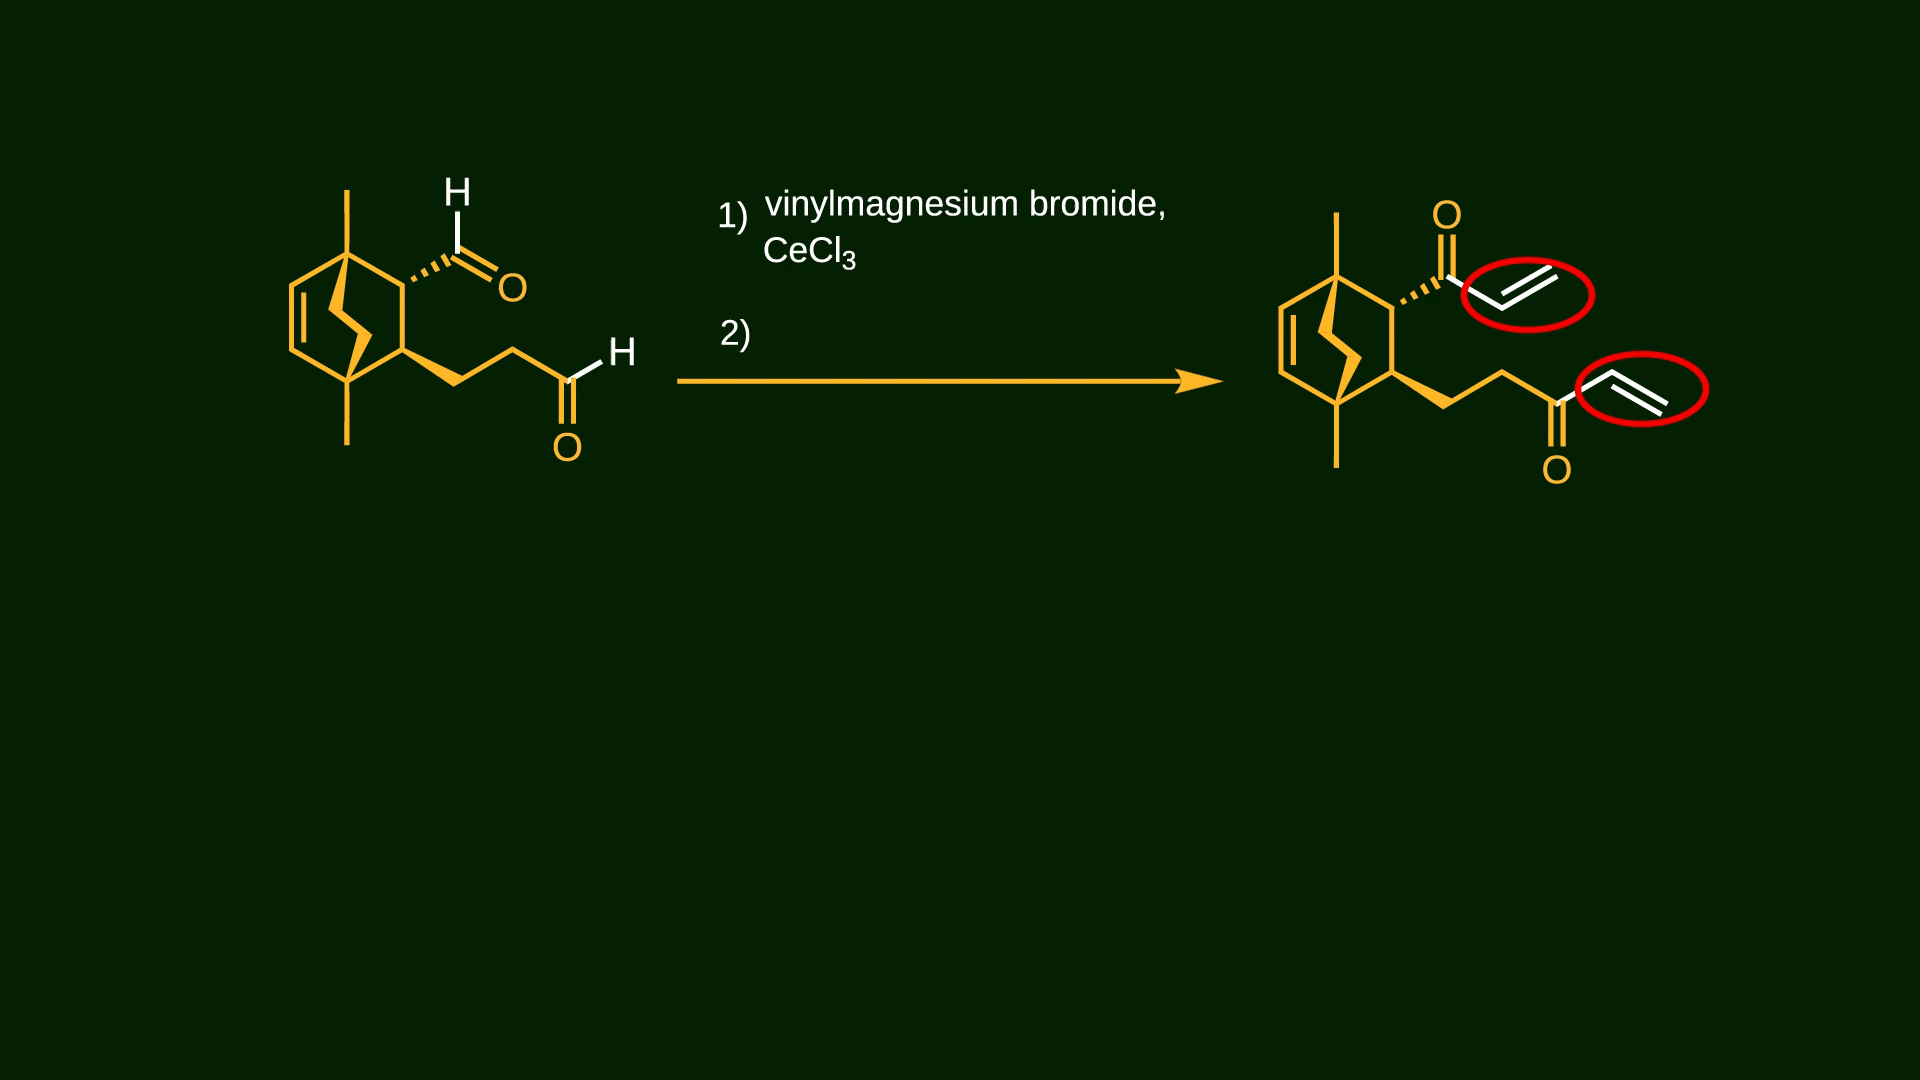 H
O
H
O
1) vinylmagnesium bromide,
CeCl₃
2)
O
O